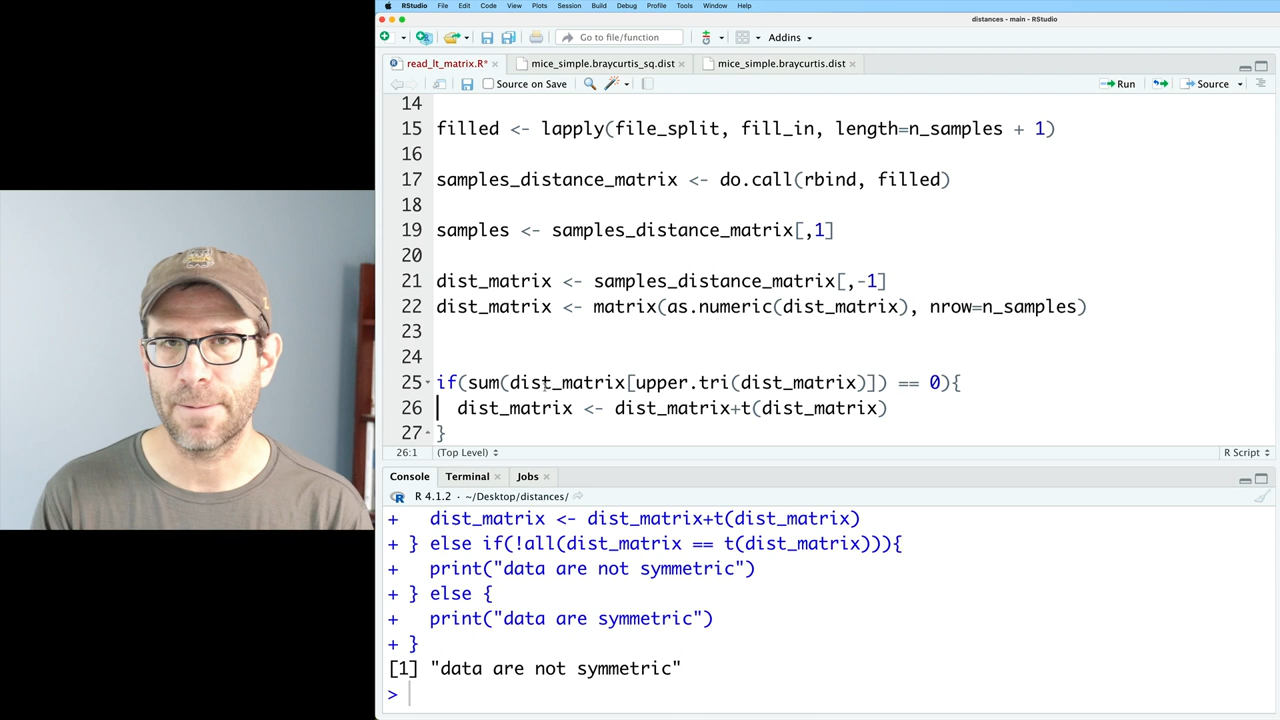 RStudio File Edit Code View Plots Session Build Debug Profile Tools Window Help
distances - main - RStudio
Go to file/function Addins
read_lt_matrix.R* mice_simple.braycurtis_sq.dist mice_simple.braycurtis.dist
Source on Save Run Source
14
15 filled <- lapply(file_split, fill_in, length=n_samples + 1)
16
17 samples_distance_matrix <- do.call(rbind, filled)
18
19 samples <- samples_distance_matrix[,1]
20
21 dist_matrix <- samples_distance_matrix[,-1]
22 dist_matrix <- matrix(as.numeric(dist_matrix), nrow=n_samples)
23
24
25 if(sum(dist_matrix[upper.tri(dist_matrix)]) == 0){
26 dist_matrix <- dist_matrix+t(dist_matrix)
27 }
26:1 (Top Level) R Script
Console Terminal Jobs
R 4.1.2 · ~/Desktop/distances/
+ dist_matrix <- dist_matrix+t(dist_matrix)
+ } else if(!all(dist_matrix == t(dist_matrix))){
+ print("data are not symmetric")
+ } else {
+ print("data are symmetric")
+ }
[1] "data are not symmetric"
>